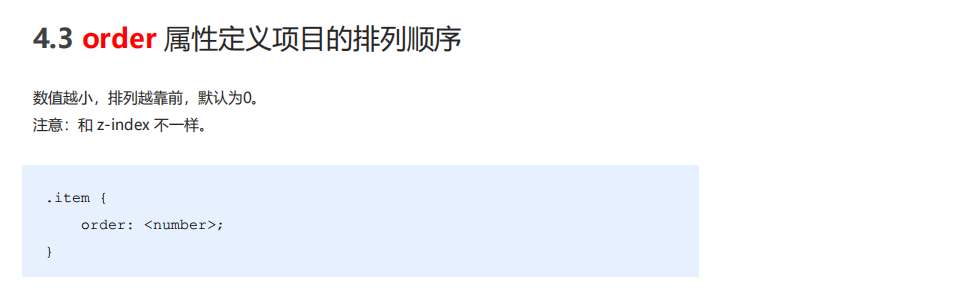 4.3 order 属性定义项目的排列顺序
数值越小，排列越靠前，默认为0。
注意：和 z-index 不一样。
.item {
    order: <number>;
}